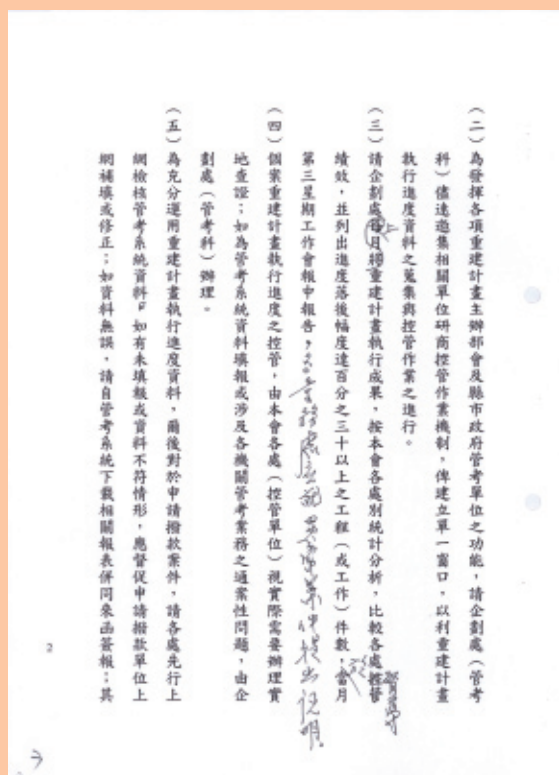 (二)為發揮各項重建計畫主辦部會及縣市政府管考單位之功能,請企劃處(管考
科)儘速邀集相關單位研商控管作業機制,俾建立單一窗口,以利重建計畫
執行進度資料之蒐集與控管作業之進行。
(三)請企劃處每月將重建計畫執行成果,按本會各處別統計分析,比較各處
績效,並列出進度落後幅度達百分之三十以上之工程(或工作)件數,當月
第三星期工作會報中報告,
業務處應
提出說明。
(四)個案重建計畫執行進度之控管,由本會各處(控管單位)視實際需要辦理實
地查證;如為管考系統資料填報或涉及各機關管考業務之通案性問題,由企
劃處(管考科)辦理。
(五)為充分運用重建計畫執行進度資料,爾後對於申請撥款案件,請各處先行上
網檢核管考系統資料,如有未填報或資料不符情形,應督促申請撥款單位上
網補填或修正;如資料無誤,請自管考系統下載相關報表併同來函簽報;其
2